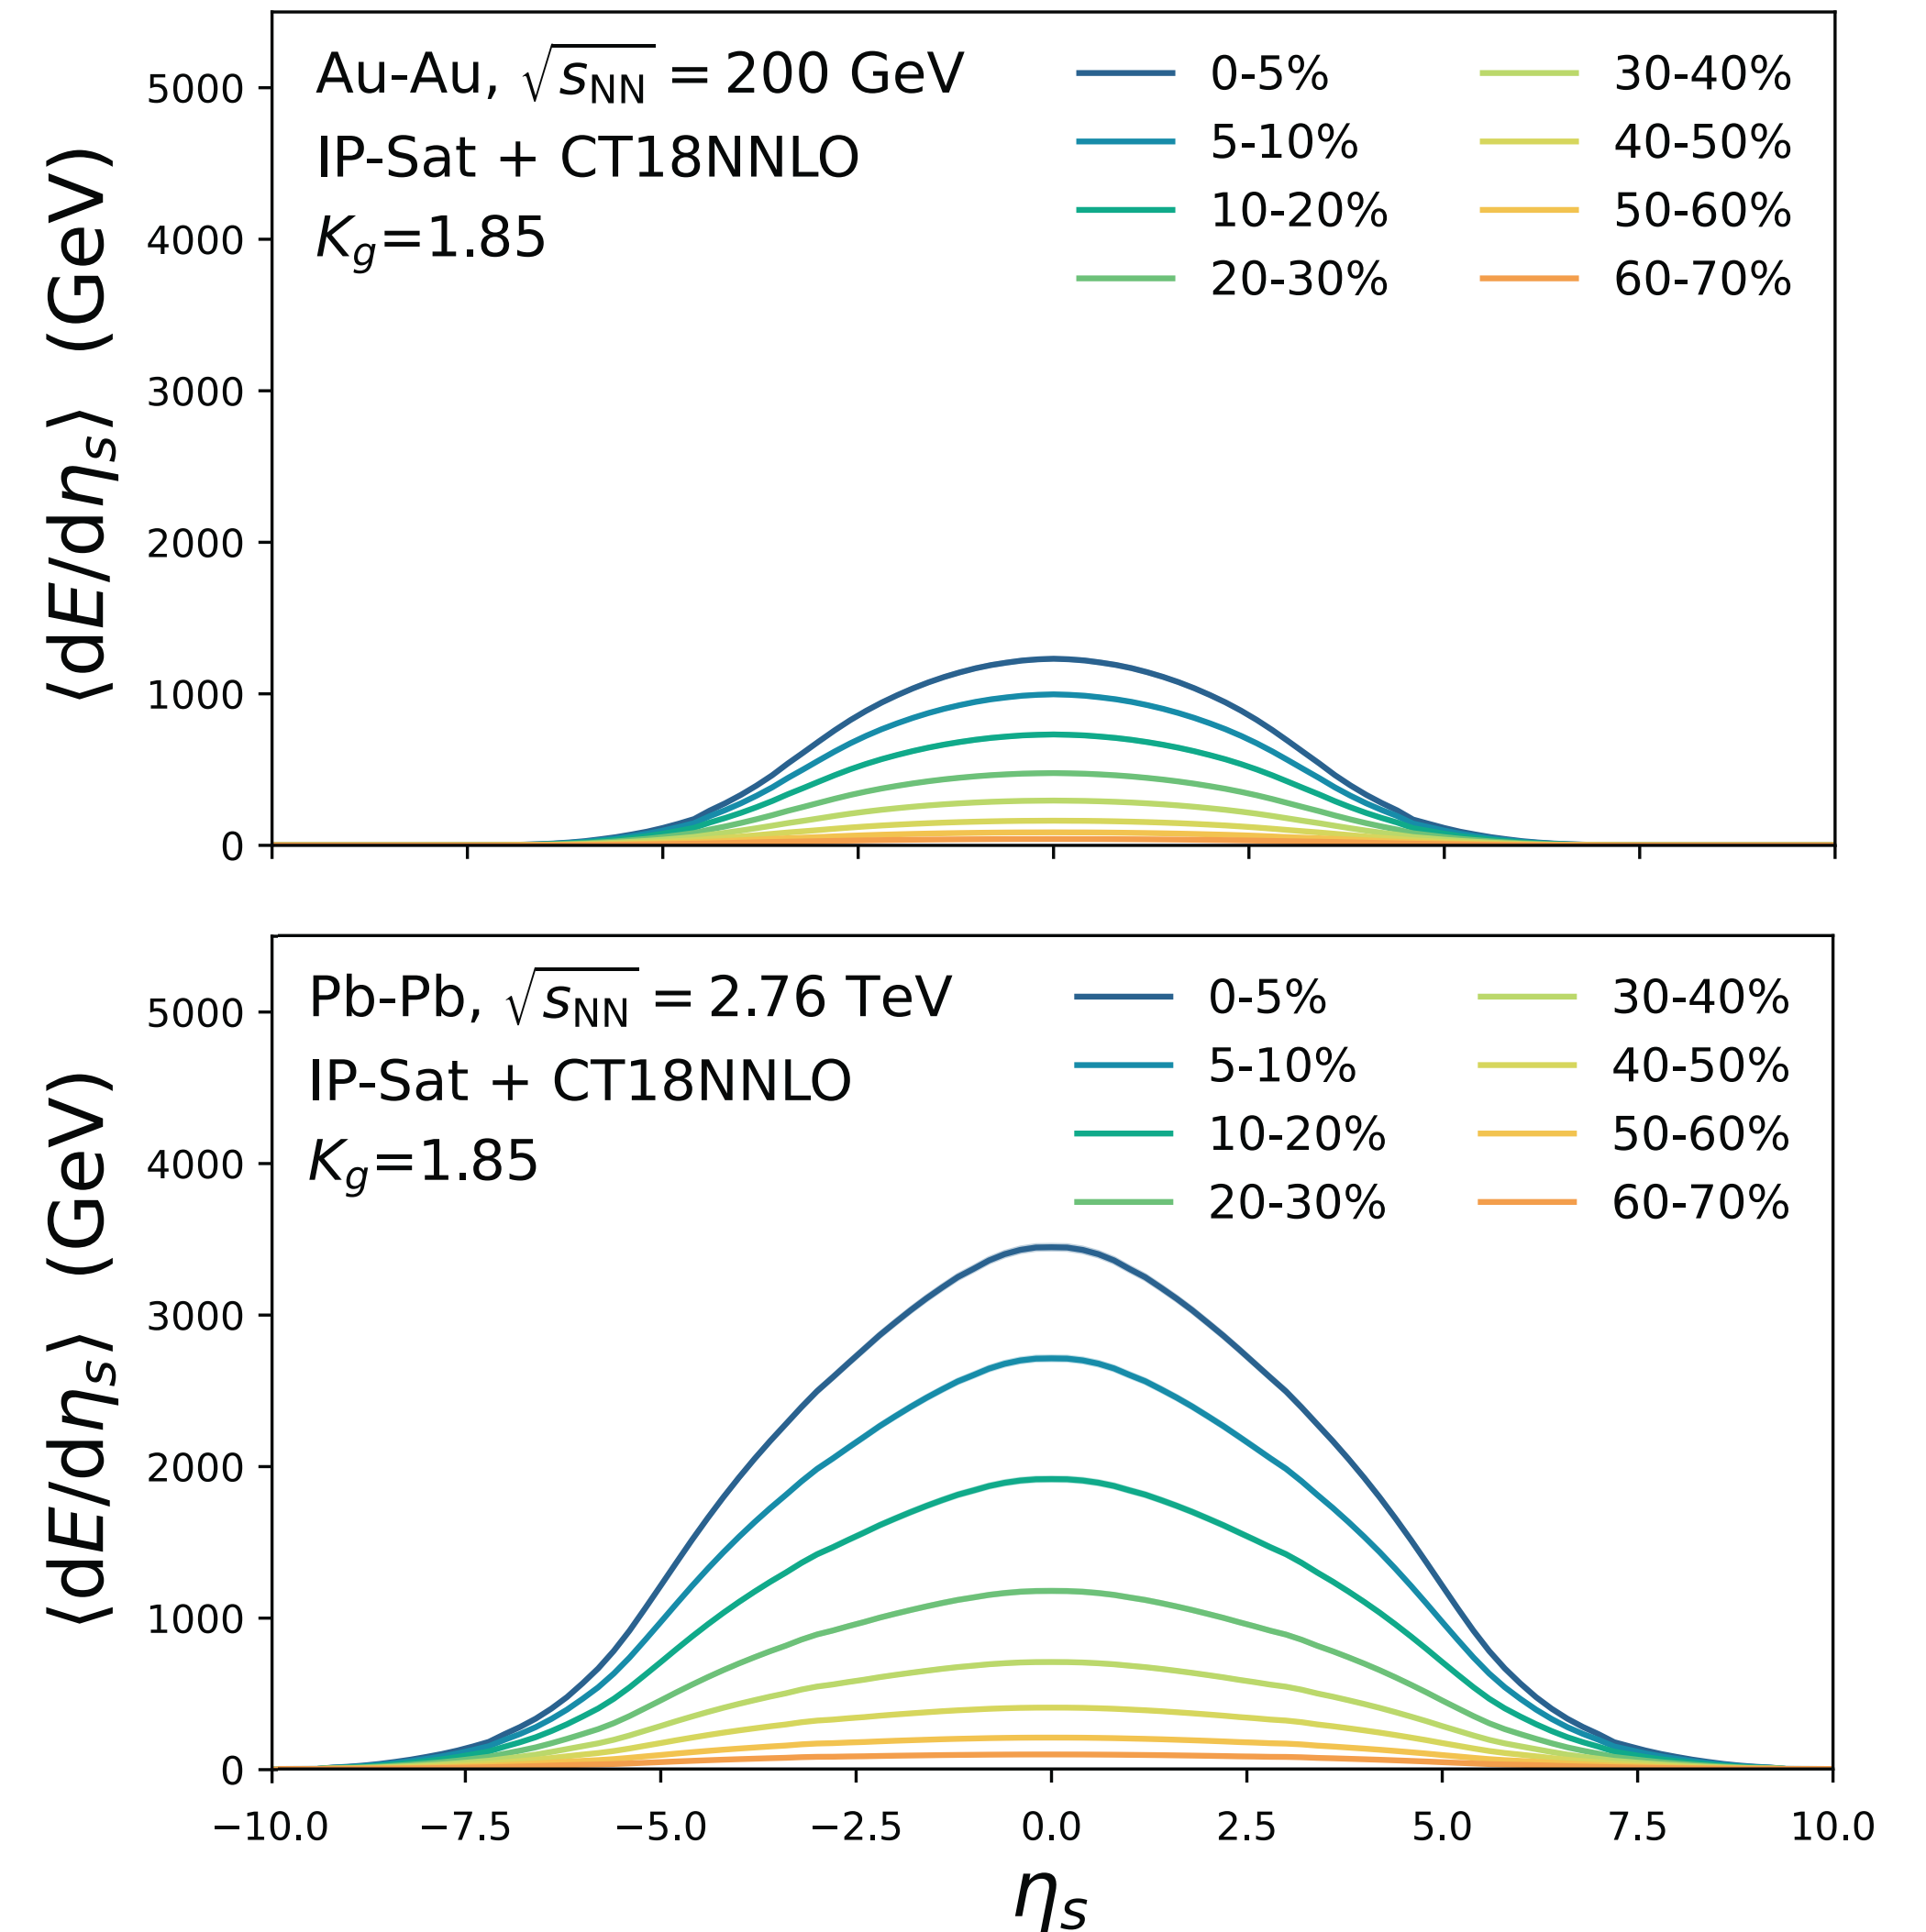 Au-Au, √sNN = 200 GeV
IP-Sat + CT18NNLO
Kg=1.85
0-5%
5-10%
10-20%
20-30%
30-40%
40-50%
50-60%
60-70%
⟨dE/dηs⟩ (GeV)
5000
4000
3000
2000
1000
0
Pb-Pb, √sNN = 2.76 TeV
IP-Sat + CT18NNLO
Kg=1.85
0-5%
5-10%
10-20%
20-30%
30-40%
40-50%
50-60%
60-70%
⟨dE/dηs⟩ (GeV)
5000
4000
3000
2000
1000
0
−10.0 −7.5 −5.0 −2.5 0.0 2.5 5.0 7.5 10.0
ηs